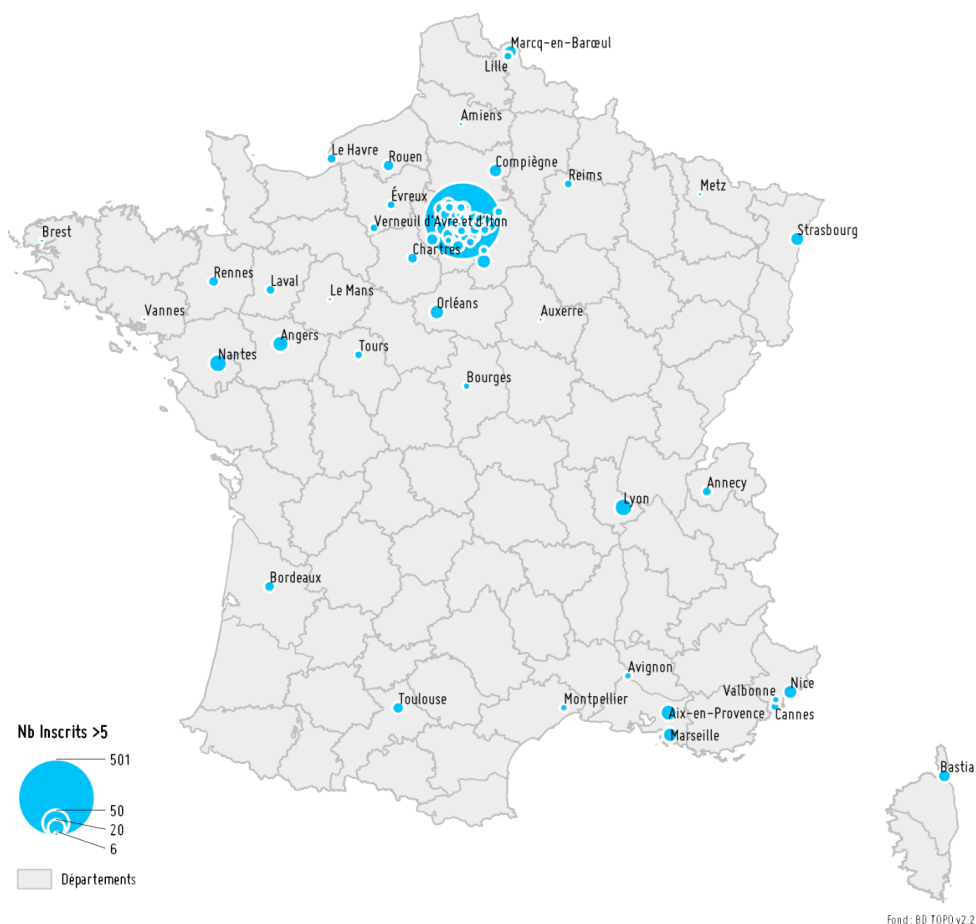 Marcq-en-Barœul
Lille
Amiens
Le Havre
Rouen
Compiègne
Reims
Metz
Évreux
Verneuil d'Avre et d'Iton
Strasbourg
Brest
Chartres
Rennes
Laval
Le Mans
Orléans
Auxerre
Vannes
Angers
Nantes
Tours
Bourges
Annecy
Lyon
Bordeaux
Avignon
Nice
Valbonne
Toulouse
Montpellier
Aix-en-Provence
Cannes
Marseille
Nb Inscrits >5
501
50
20
6
Bastia
Départements
Fond : BD TOPO v2.2